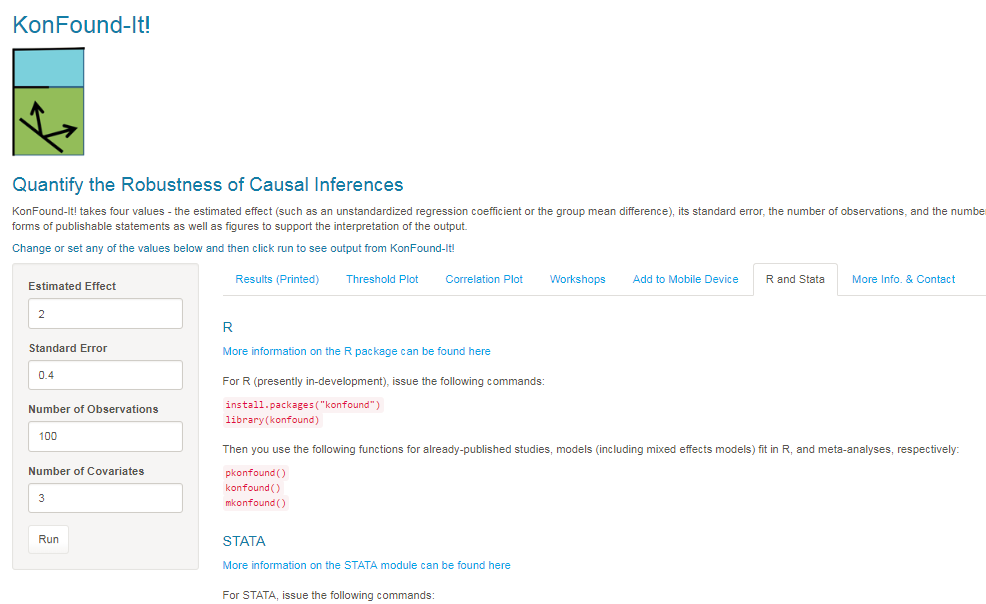 KonFound-It!
Quantify the Robustness of Causal Inferences
KonFound-It! takes four values - the estimated effect (such as an unstandardized regression coefficient or the group mean difference), its standard error, the number of observations, and the number
forms of publishable statements as well as figures to support the interpretation of the output.
Change or set any of the values below and then click run to see output from KonFound-It!
Estimated Effect
2
Standard Error
0.4
Number of Observations
100
Number of Covariates
3
Run
Results (Printed) Threshold Plot Correlation Plot Workshops Add to Mobile Device R and Stata More Info. & Contact
R
More information on the R package can be found here
For R (presently in-development), issue the following commands:
install.packages("konfound")
library(konfound)
Then you use the following functions for already-published studies, models (including mixed effects models) fit in R, and meta-analyses, respectively:
pkonfound()
konfound()
mkonfound()
STATA
More information on the STATA module can be found here
For STATA, issue the following commands: